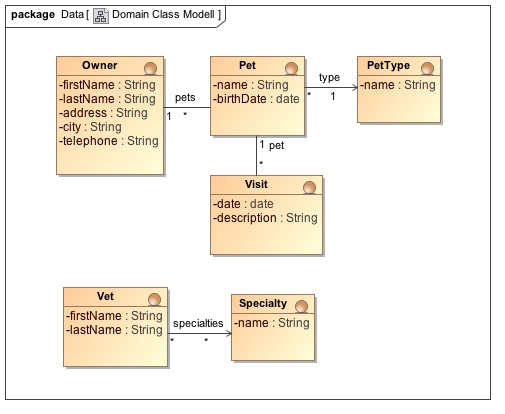 package Data [ Domain Class Modell ]
Owner
-firstName : String
-lastName : String
-address : String
-city : String
-telephone : String
pets
1 *
Pet
-name : String
-birthDate : date
type
* 1
PetType
-name : String
1 pet
*
Visit
-date : date
-description : String
Vet
-firstName : String
-lastName : String
specialties
* *
Specialty
-name : String